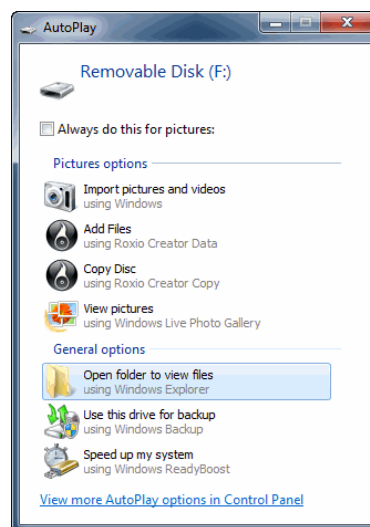 AutoPlay
Removable Disk (F:)
Always do this for pictures:
Pictures options
Import pictures and videos
using Windows
Add Files
using Roxio Creator Data
Copy Disc
using Roxio Creator Copy
View pictures
using Windows Live Photo Gallery
General options
Open folder to view files
using Windows Explorer
Use this drive for backup
using Windows Backup
Speed up my system
using Windows ReadyBoost
View more AutoPlay options in Control Panel